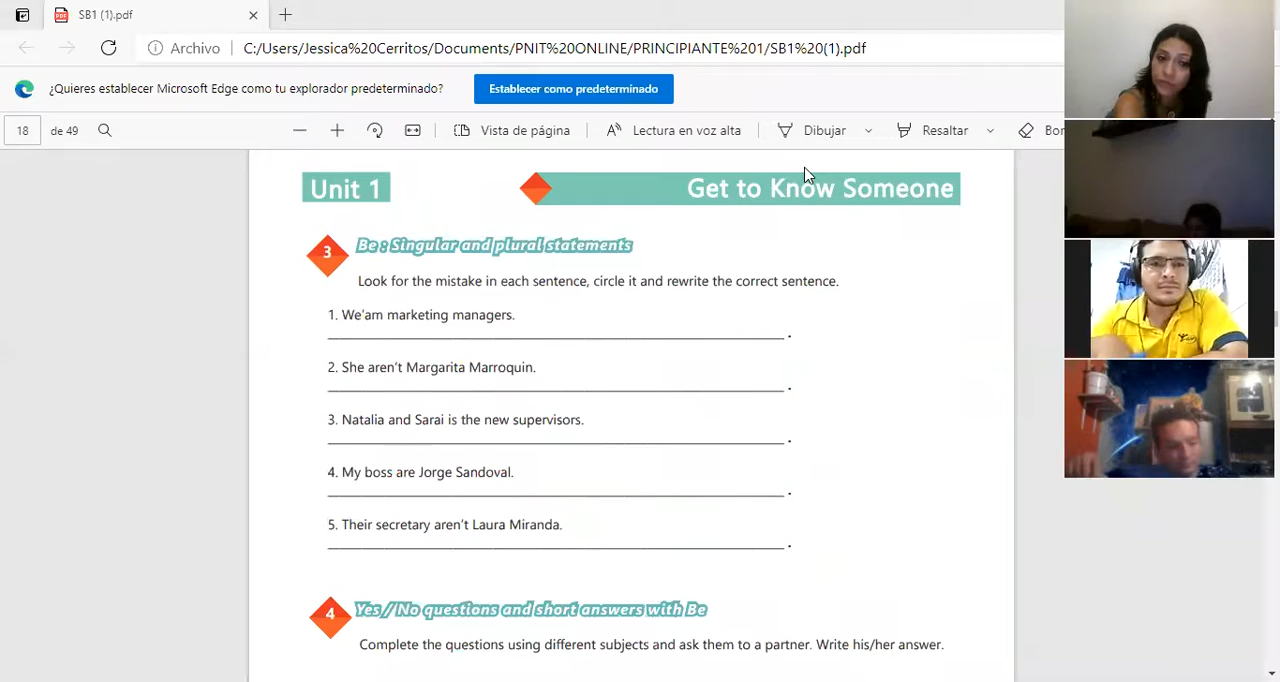 SB1 (1).pdf
Archivo
C:/Users/Jessica%20Cerritos/Documents/PNIT%20ONLINE/PRINCIPIANTE%201/SB1%20(1).pdf
¿Quieres establecer Microsoft Edge como tu explorador predeterminado?
Establecer como predeterminado
18 de 49
Vista de página
Lectura en voz alta
Dibujar
Resaltar
Bor
Unit 1
Get to Know Someone
3 Be : Singular and plural statements
Look for the mistake in each sentence, circle it and rewrite the correct sentence.
1. We'am marketing managers.
2. She aren't Margarita Marroquin.
3. Natalia and Sarai is the new supervisors.
4. My boss are Jorge Sandoval.
5. Their secretary aren't Laura Miranda.
4 Yes / No questions and short answers with Be
Complete the questions using different subjects and ask them to a partner. Write his/her answer.